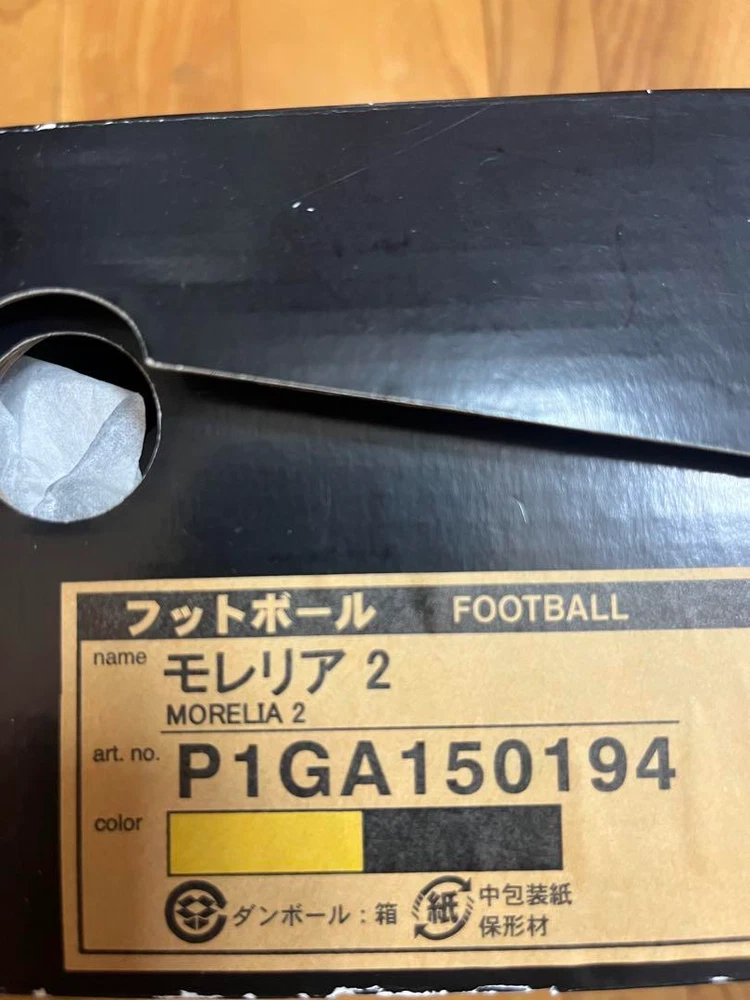 フットボール FOOTBALL
name モレリア 2
MORELIA 2
art. no. P1GA150194
color
ダンボール：箱 紙 中包装紙
保形材